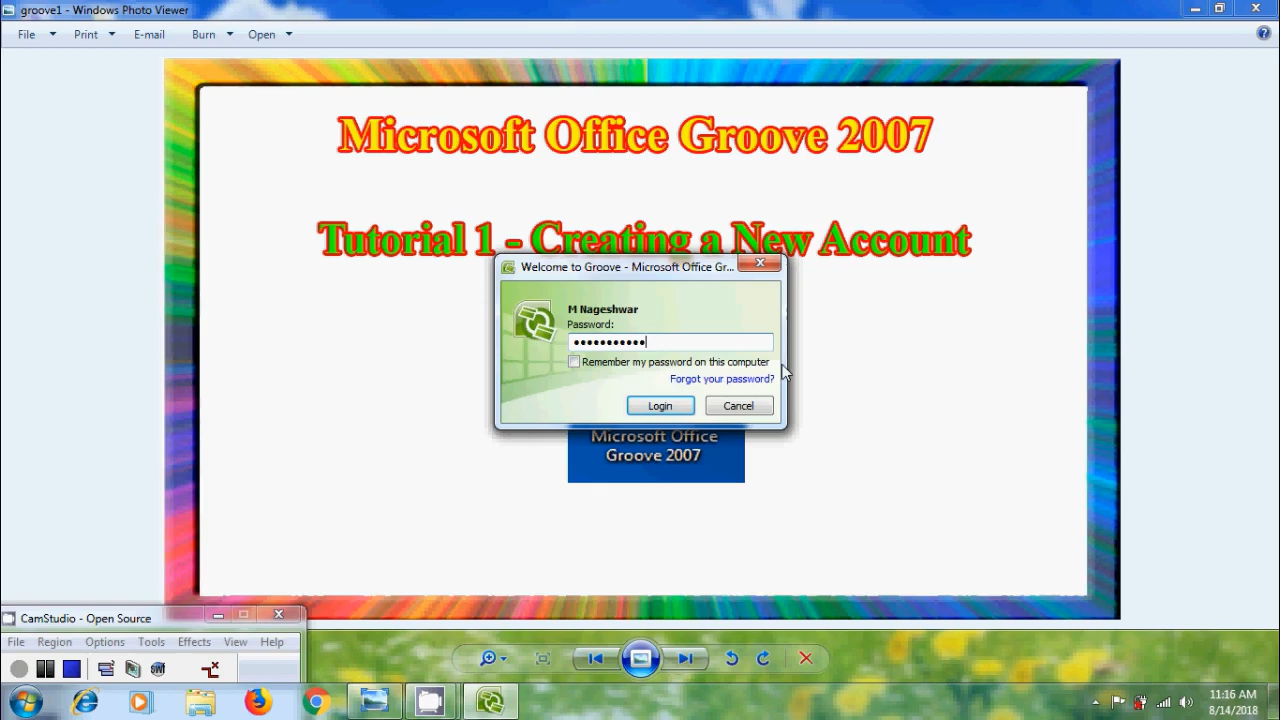 groove1 - Windows Photo Viewer
File Print E-mail Burn Open
Microsoft Office Groove 2007
Tutorial 1 - Creating a New Account
Welcome to Groove - Microsoft Office Gr...
M Nageshwar
Password:
Remember my password on this computer
Forgot your password?
Login Cancel
Microsoft Office
Groove 2007
CamStudio - Open Source
File Region Options Tools Effects View Help
SWF
11:16 AM
8/14/2018